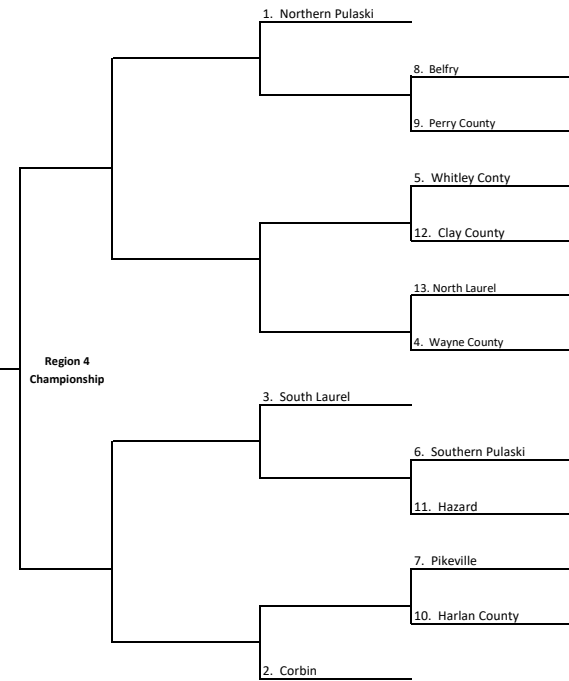 1. Northern Pulaski
8. Belfry
9. Perry County
5. Whitley Conty
12. Clay County
13. North Laurel
4. Wayne County
Region 4
Championship
3. South Laurel
6. Southern Pulaski
11. Hazard
7. Pikeville
10. Harlan County
2. Corbin